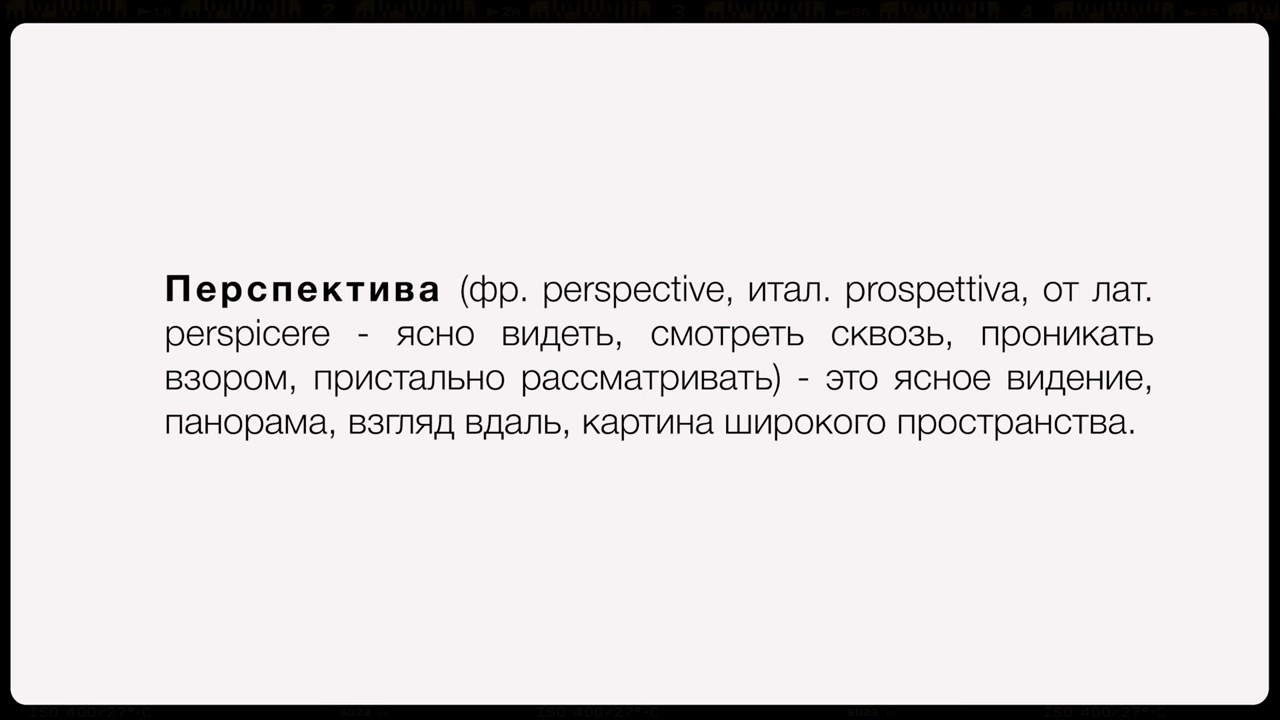 Перспектива (фр. perspective, итал. prospettiva, от лат.
perspicere - ясно видеть, смотреть сквозь, проникать
взором, пристально рассматривать) - это ясное видение,
панорама, взгляд вдаль, картина широкого пространства.